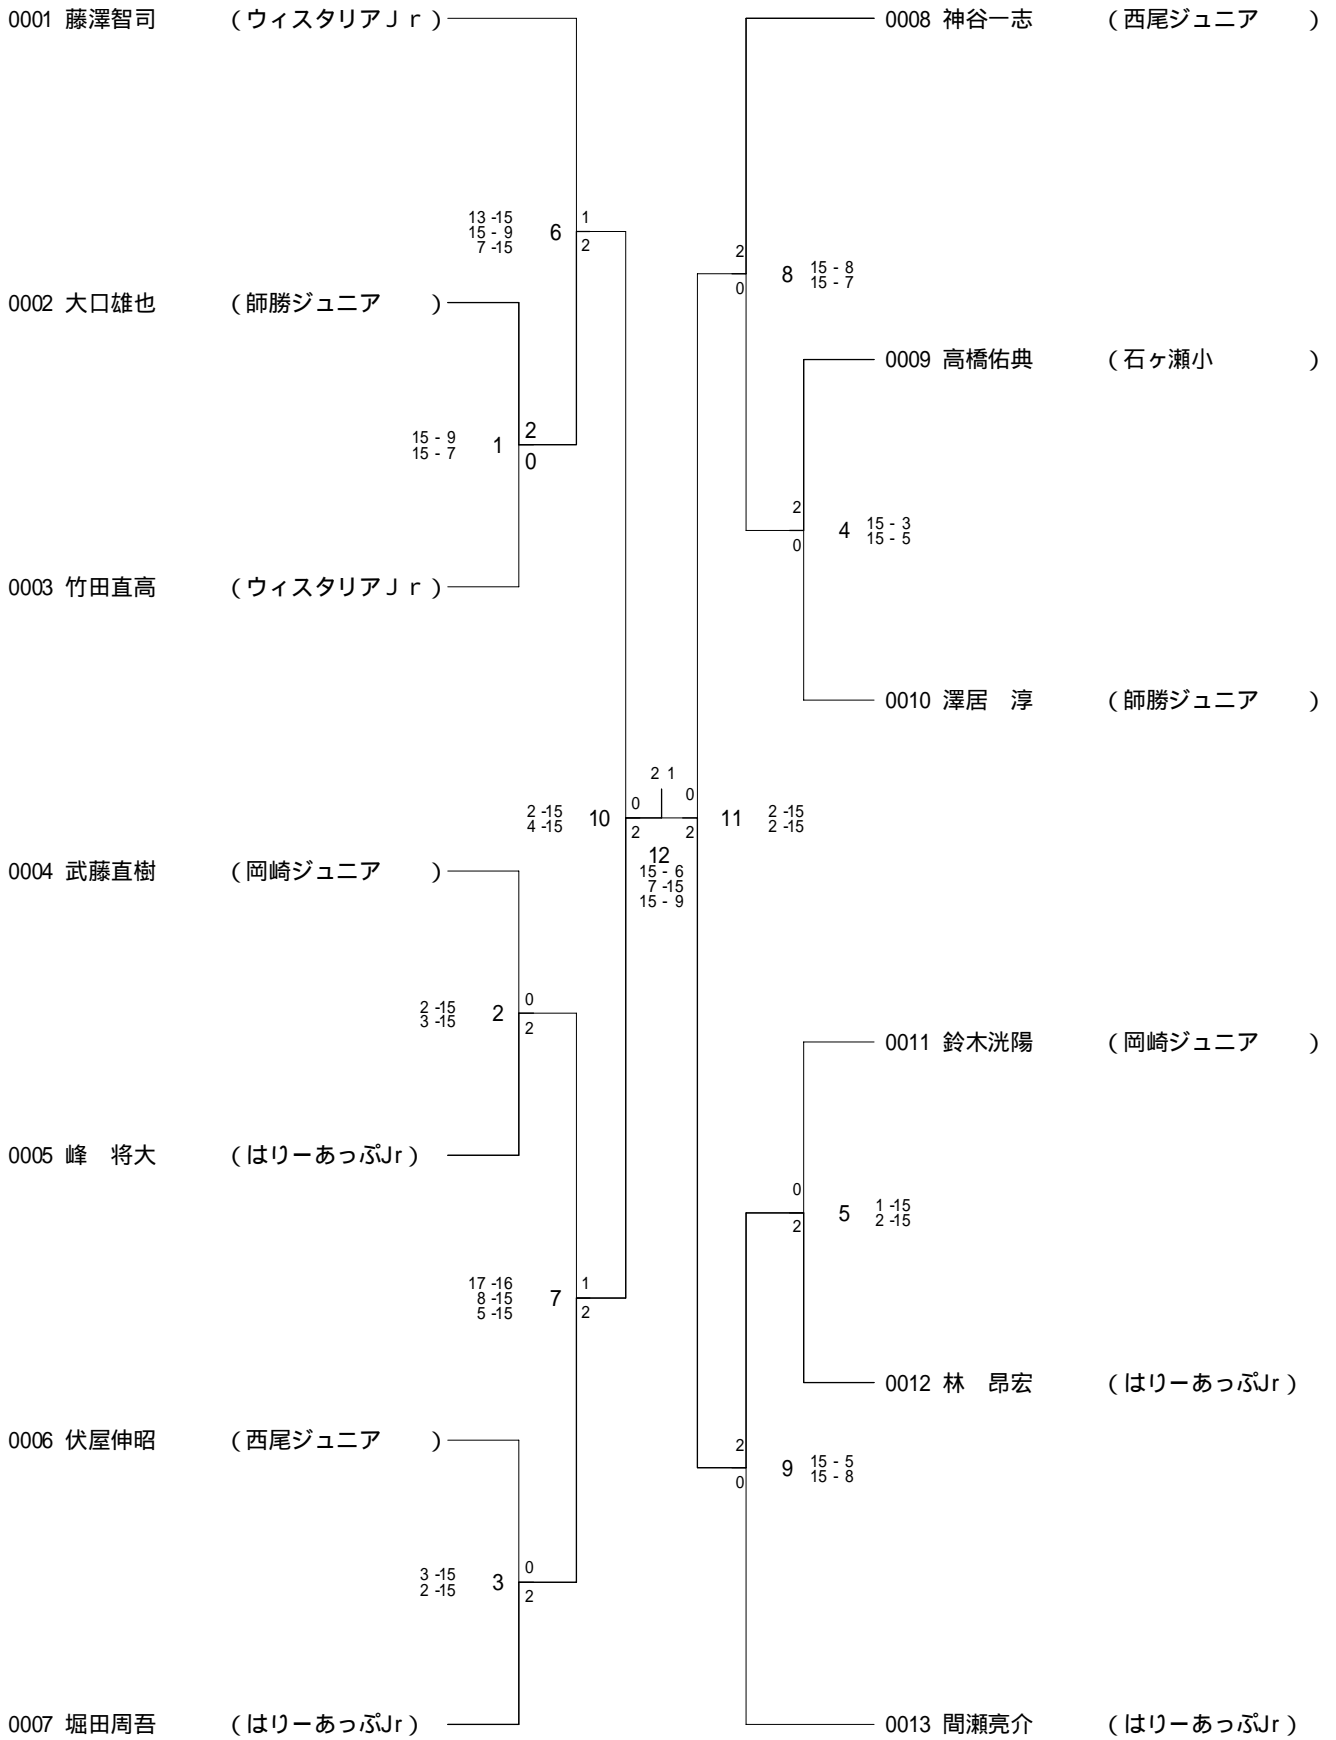 0001 藤澤智司 (ウィスタリアＪｒ)
13 -15
15 - 9
7 -15
6
1
2
0002 大口雄也 (師勝ジュニア )
15 - 9
15 - 7
1
2
0
0003 竹田直高 (ウィスタリアＪｒ)
2 -15
4 -15
10
0
2
0004 武藤直樹 (岡崎ジュニア )
2 -15
3 -15
2
0
2
0005 峰 将大 (はりーあっぷJr)
17 -16
8 -15
5 -15
7
1
2
0006 伏屋伸昭 (西尾ジュニア )
3 -15
2 -15
3
0
2
0007 堀田周吾 (はりーあっぷJr)
2 1
12
15 - 6
7 -15
15 - 9
0008 神谷一志 (西尾ジュニア )
2
0
8
15 - 8
15 - 7
0009 高橋佑典 (石ヶ瀬小 )
2
0
4
15 - 3
15 - 5
0010 澤居 淳 (師勝ジュニア )
0
2
11
2 -15
2 -15
0011 鈴木洸陽 (岡崎ジュニア )
0
2
5
1 -15
2 -15
0012 林 昂宏 (はりーあっぷJr)
2
0
9
15 - 5
15 - 8
0013 間瀬亮介 (はりーあっぷJr)